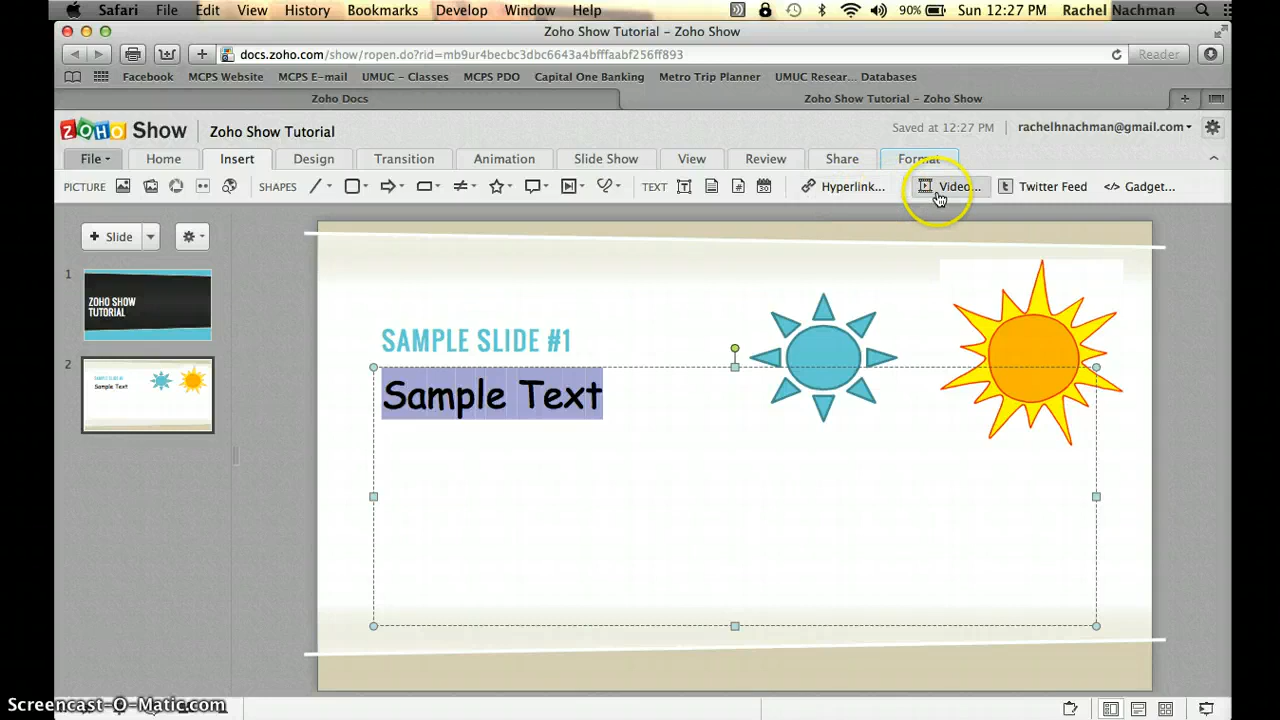 Safari File Edit View History Bookmarks Develop Window Help 90% Sun 12:27 PM Rachel Nachman
Zoho Show Tutorial – Zoho Show
docs.zoho.com/show/ropen.do?rid=mb9ur4becbc3dbc6643a4bfffaabf256ff893 Reader
Facebook MCPS Website MCPS E-mail UMUC - Classes MCPS PDO Capital One Banking Metro Trip Planner UMUC Resear... Databases
Zoho Docs Zoho Show Tutorial – Zoho Show
ZOHO Show Zoho Show Tutorial Saved at 12:27 PM rachelhnachman@gmail.com
File Home Insert Design Transition Animation Slide Show View Review Share Format
PICTURE SHAPES TEXT Hyperlink... Video... Twitter Feed Gadget...
Slide
1
ZOHO SHOW
TUTORIAL
2
SAMPLE SLIDE #1
Sample Text
SAMPLE SLIDE #1
Sample Text
Screencast-O-Matic.com